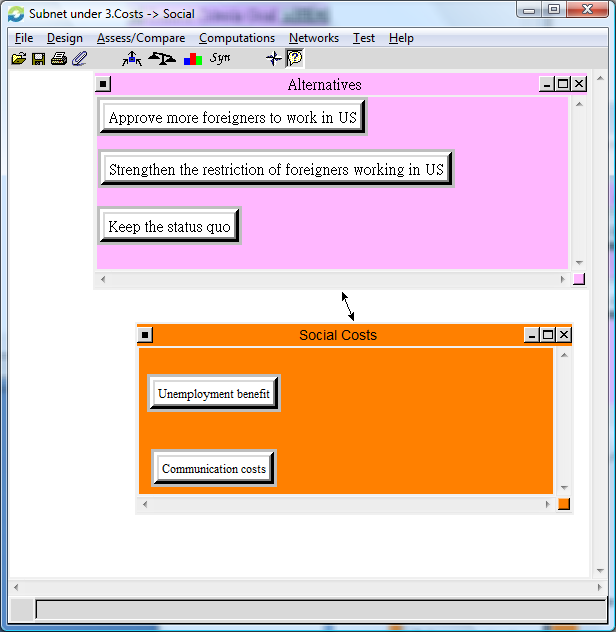 Subnet under 3.Costs -> Social
File Design Assess/Compare Computations Networks Test Help
Syn
Alternatives
Approve more foreigners to work in US
Strengthen the restriction of foreigners working in US
Keep the status quo
Social Costs
Unemployment benefit
Communication costs